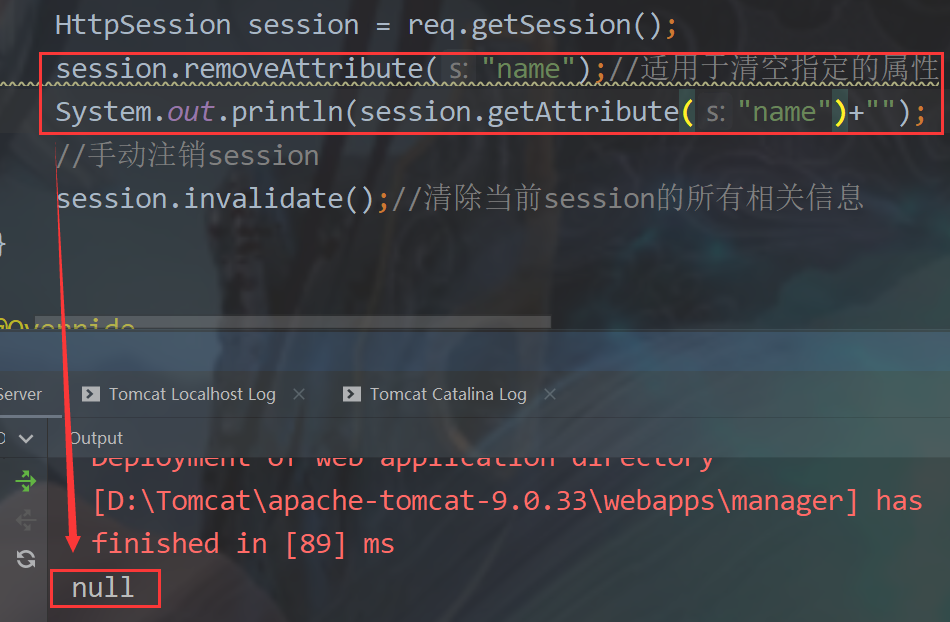 HttpSession session = req.getSession();
session.removeAttribute( s: "name");//适用于清空指定的属性
System.out.println(session.getAttribute( s: "name")+"");
//手动注销session
session.invalidate();//清除当前session的所有相关信息
}
@Override
Server Tomcat Localhost Log × Tomcat Catalina Log ×
Output
Deployment of web application directory
[D:\Tomcat\apache-tomcat-9.0.33\webapps\manager] has
finished in [89] ms
null